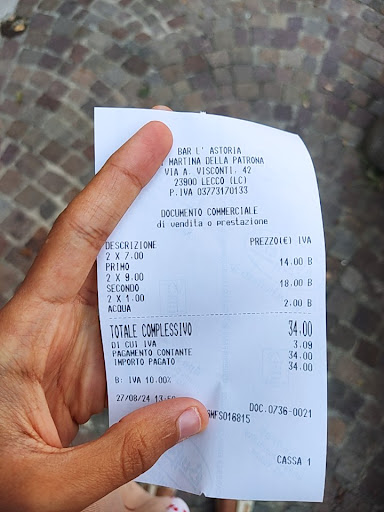 BAR L' ASTORIA
MARTINA DELLA PATRONA
VIA A. VISCONTI, 42
23900 LECCO (LC)
P.IVA 03773170133
DOCUMENTO COMMERCIALE
di vendita o prestazione
DESCRIZIONE PREZZO(€) IVA
2 X 7.00
PRIMO 14.00 B
2 X 9.00
SECONDO 18.00 B
2 X 1.00
ACQUA 2.00 B
TOTALE COMPLESSIVO 34.00
DI CUI IVA 3.09
PAGAMENTO CONTANTE 34.00
IMPORTO PAGATO 34.00
B: IVA 10.00%
27/08/24 DOC.0736-0021
CASSA 1